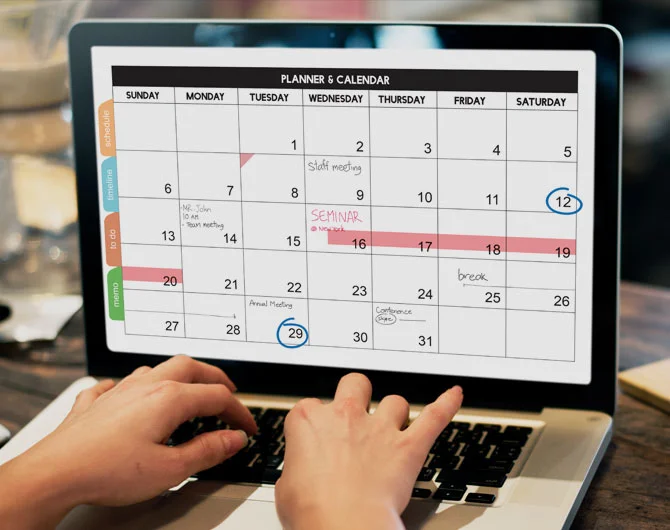 PLANNER & CALENDAR
SUNDAY MONDAY TUESDAY WEDNESDAY THURSDAY FRIDAY SATURDAY
schedule
1 2 3 4 5
timeline
Staff meeting
6 7 8 9 10 11 12
to do
Mr. John
10 AM
- Team meeting
SEMINAR
@ New York
13 14 15 16 17 18 19
memo
break
20 21 22 23 24 25 26
Annual Meeting
Conference
27 28 29 30 31